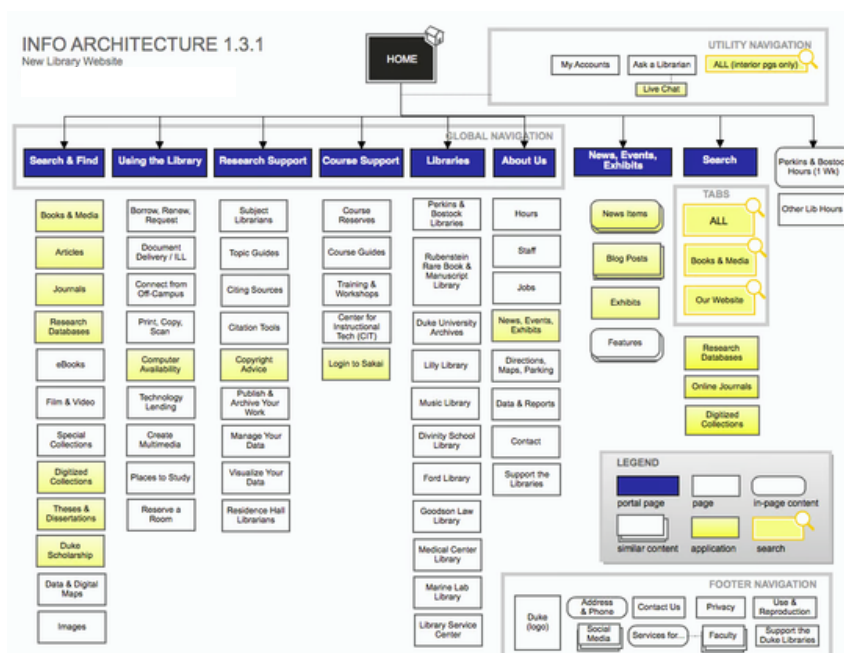 INFO ARCHITECTURE 1.3.1
New Library Website
HOME
UTILITY NAVIGATION
My Accounts
Ask a Librarian
ALL (interior pgs only)
Live Chat
GLOBAL NAVIGATION
Search & Find
Using the Library
Research Support
Course Support
Libraries
About Us
News, Events,
Exhibits
Search
Perkins & Bostock
Hours (1 Wk)
Other Lib Hours
Books & Media
Articles
Journals
Research
Databases
eBooks
Film & Video
Special
Collections
Digitized
Collections
Theses &
Dissertations
Duke
Scholarship
Data & Digital
Maps
Images
Borrow, Renew,
Request
Document
Delivery / ILL
Connect from
Off-Campus
Print, Copy,
Scan
Computer
Availability
Technology
Lending
Create
Multimedia
Places to Study
Reserve a
Room
Subject
Librarians
Topic Guides
Citing Sources
Citation Tools
Copyright
Advice
Publish &
Archive Your
Work
Manage Your
Data
Visualize Your
Data
Residence Hall
Librarians
Course
Reserves
Course Guides
Training &
Workshops
Center for
Instructional
Tech (CIT)
Login to Sakai
Perkins &
Bostock
Libraries
Rubenstein
Rare Book &
Manuscript
Library
Duke University
Archives
Lilly Library
Music Library
Divinity School
Library
Ford Library
Goodson Law
Library
Medical Center
Library
Marine Lab
Library
Library Service
Center
Hours
Staff
Jobs
News, Events,
Exhibits
Directions,
Maps, Parking
Data & Reports
Contact
Support the
Libraries
News Items
Blog Posts
Exhibits
Features
TABS
ALL
Books & Media
Our Website
Research
Databases
Online Journals
Digitized
Collections
LEGEND
portal page
page
in-page content
similar content
application
search
FOOTER NAVIGATION
Duke
(logo)
Address
& Phone
Contact Us
Privacy
Use &
Reproduction
Social
Media
Services for...
Faculty
Support the
Duke Libraries